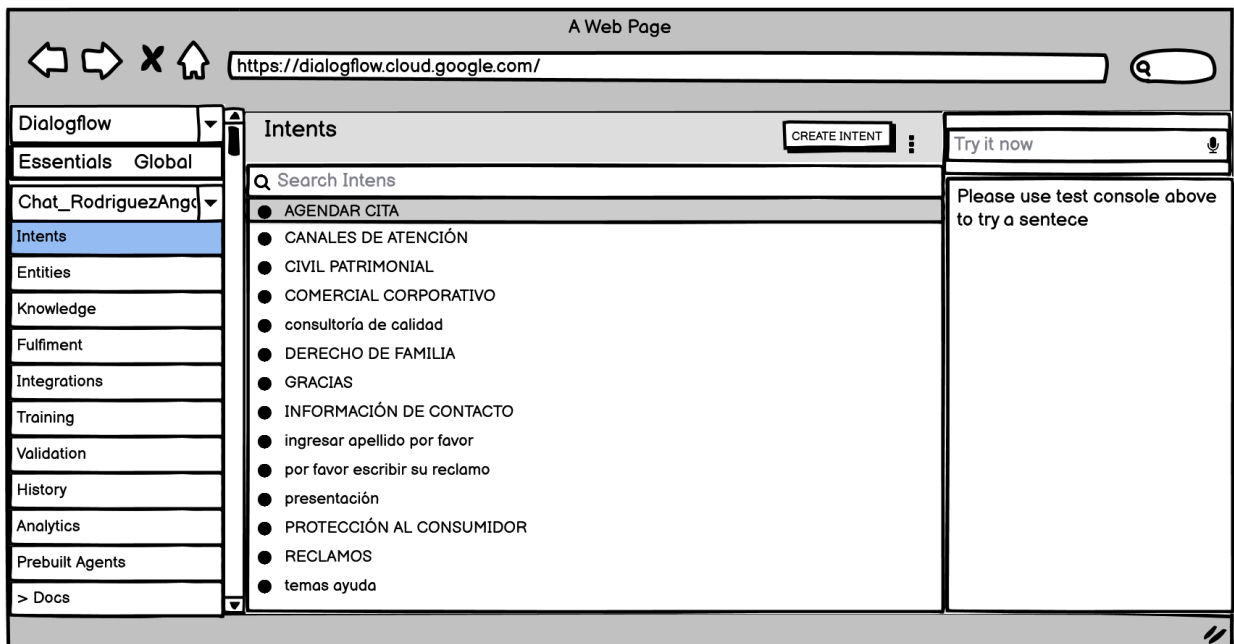 A Web Page
https://dialogflow.cloud.google.com/
Dialogflow
Essentials Global
Chat_RodriguezAngc
Intents
Entities
Knowledge
Fulfiment
Integrations
Training
Validation
History
Analytics
Prebuilt Agents
> Docs
Intents
CREATE INTENT
Search Intens
AGENDAR CITA
CANALES DE ATENCIÓN
CIVIL PATRIMONIAL
COMERCIAL CORPORATIVO
consultoría de calidad
DERECHO DE FAMILIA
GRACIAS
INFORMACIÓN DE CONTACTO
ingresar apellido por favor
por favor escribir su reclamo
presentación
PROTECCIÓN AL CONSUMIDOR
RECLAMOS
temas ayuda
Try it now
Please use test console above
to try a sentece